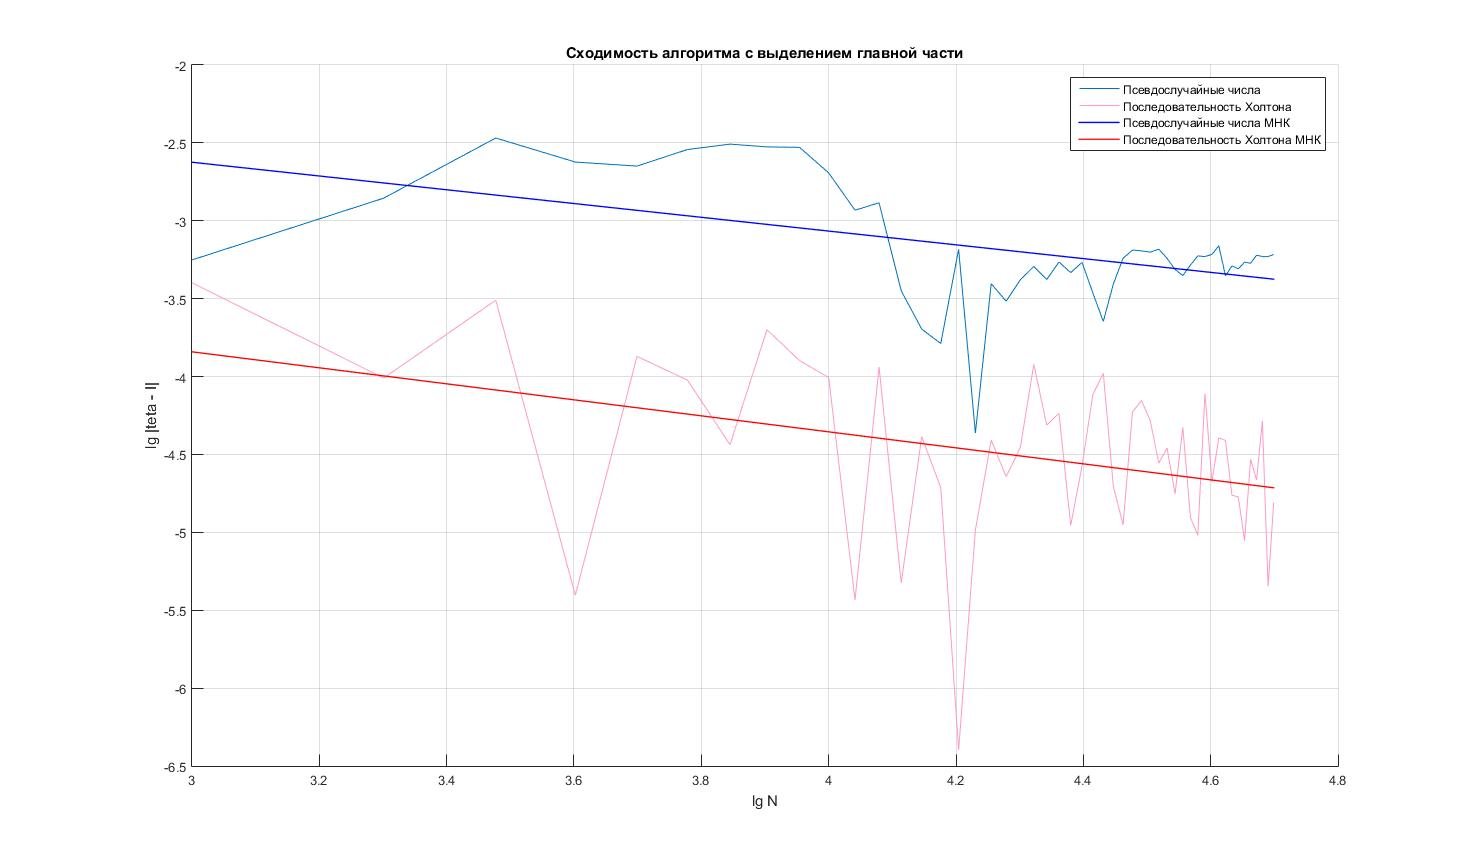 Сходимость алгоритма с выделением главной части
Псевдослучайные числа
Последовательность Холтона
Псевдослучайные числа МНК
Последовательность Холтона МНК
lg |teta - I|
-2
-2.5
-3
-3.5
-4
-4.5
-5
-5.5
-6
-6.5
3
3.2
3.4
3.6
3.8
4
4.2
4.4
4.6
4.8
lg N